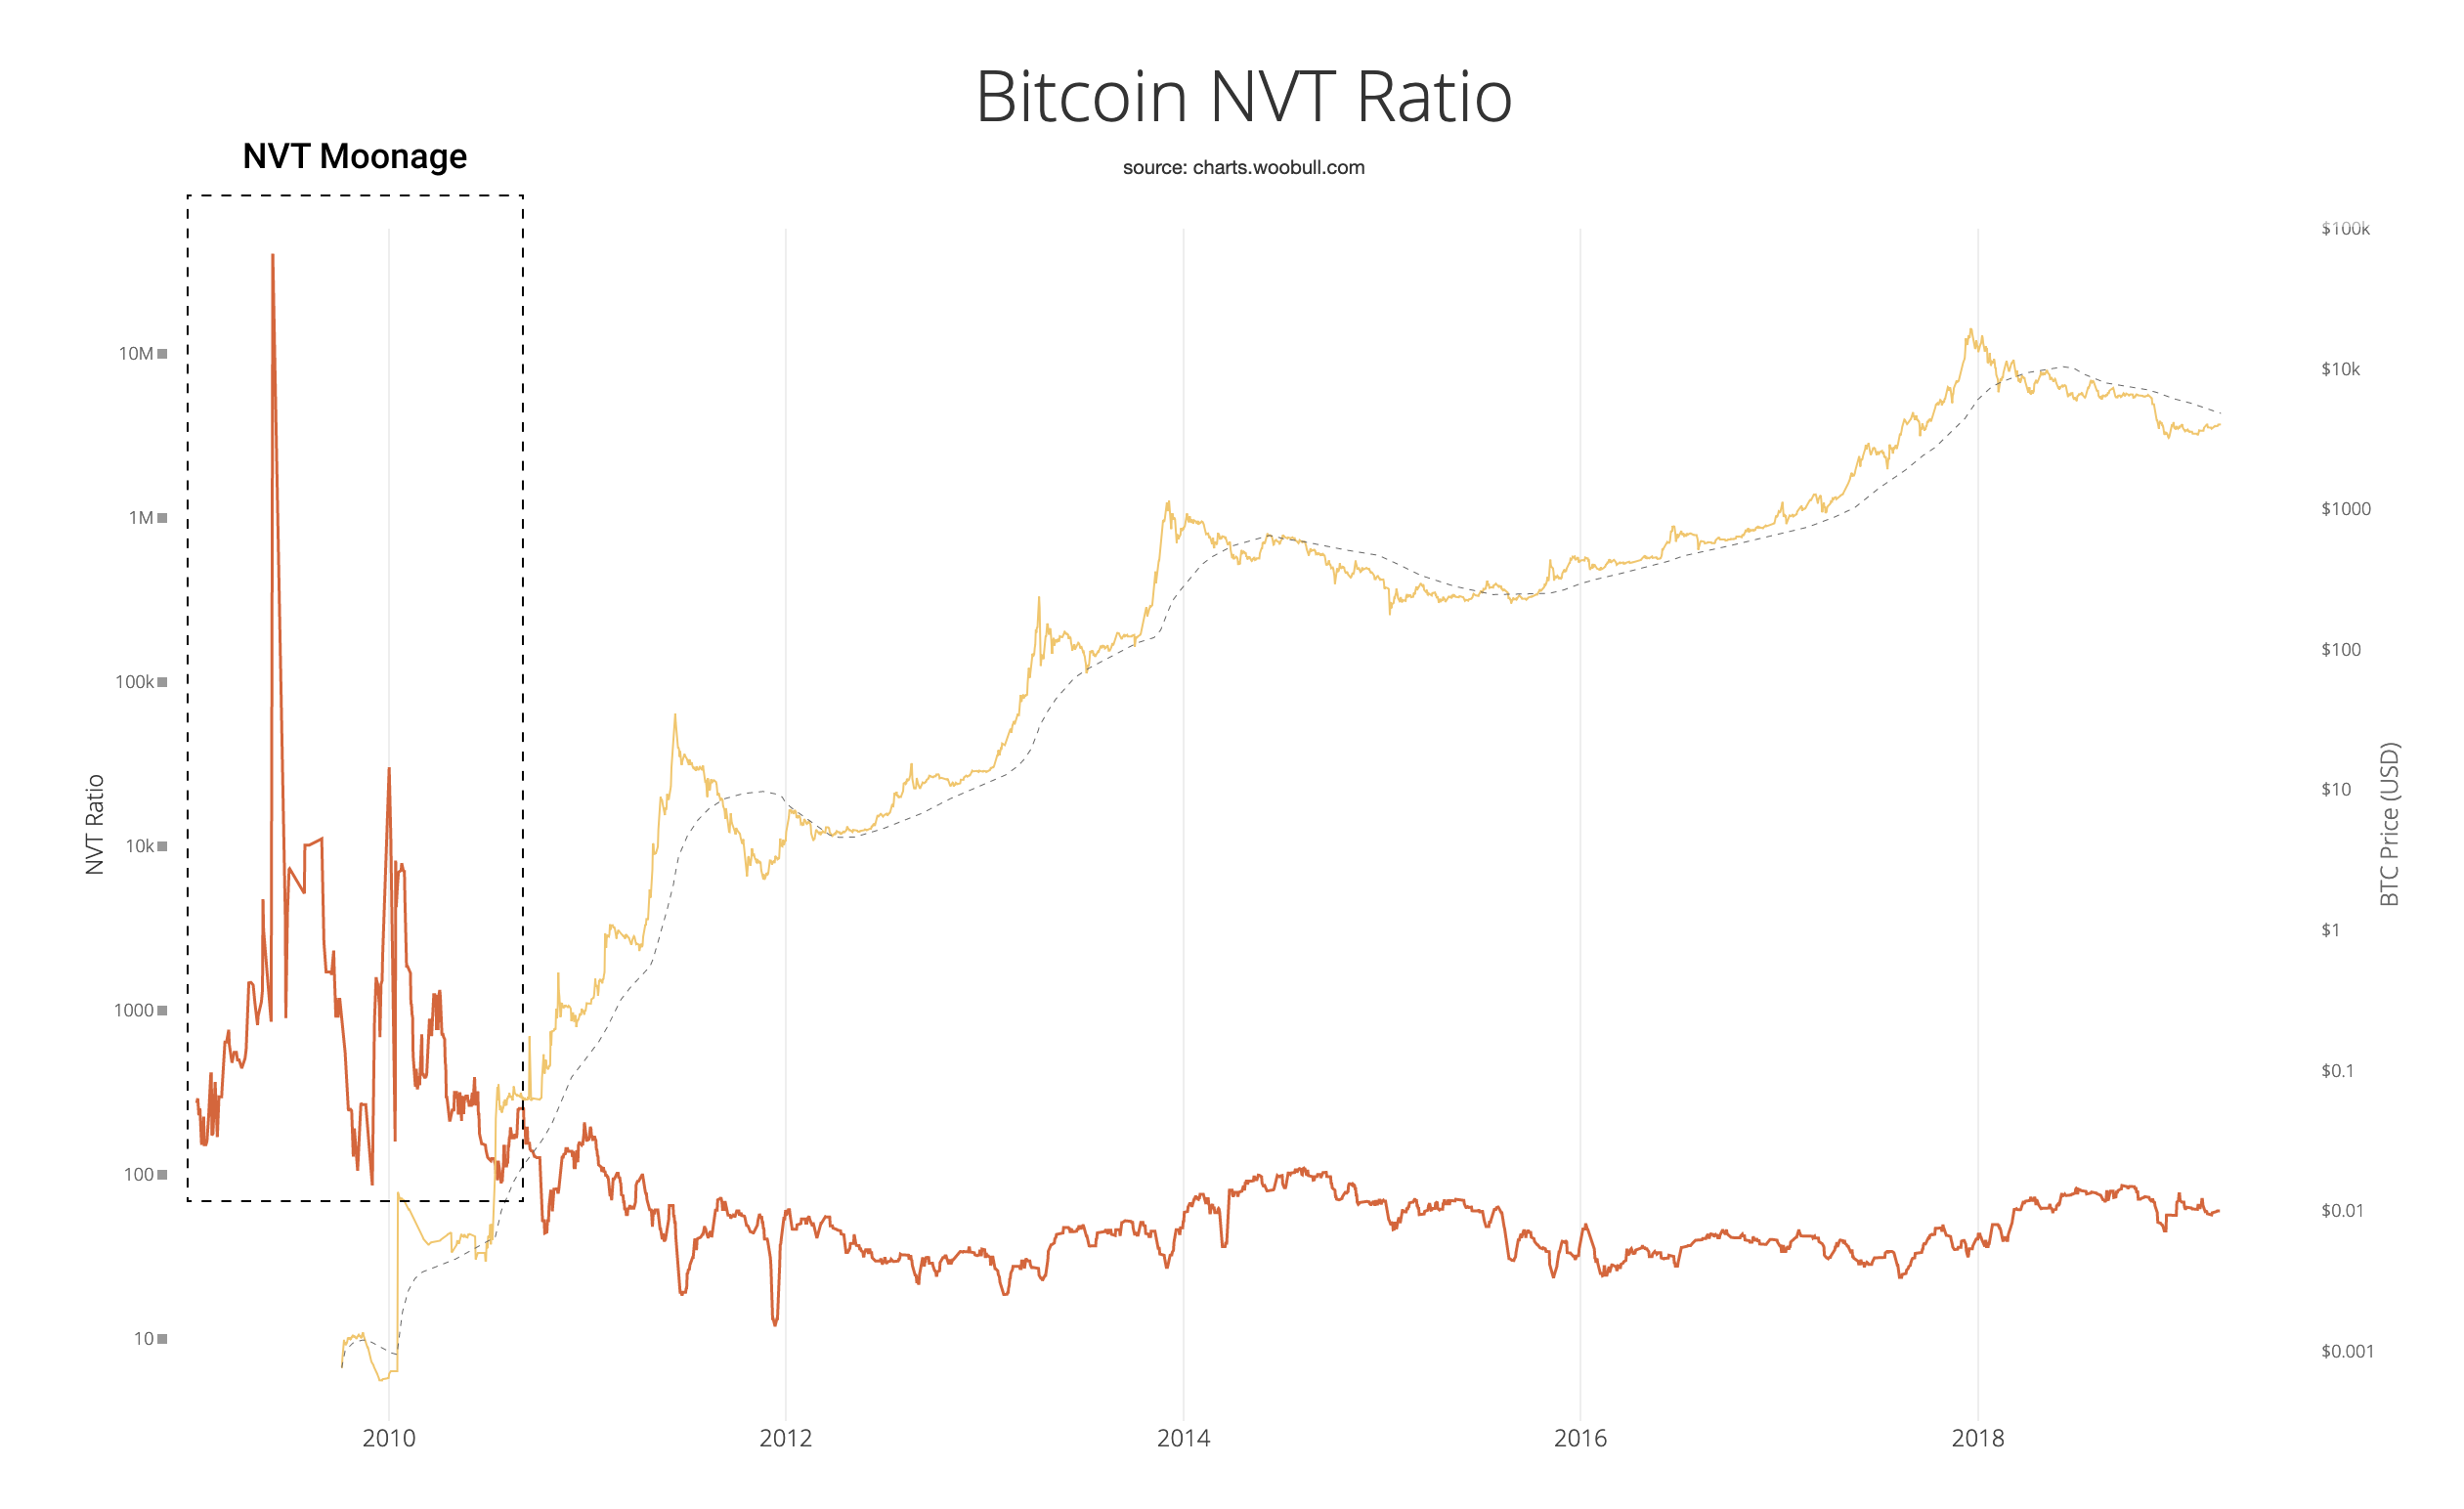 Bitcoin NVT Ratio
NVT Moonage
source: charts.woobull.com
$100k
10M
$10k
1M
$1000
100k
$100
NVT Ratio
BTC Price (USD)
$10
10k
$1
1000
$0.1
100
$0.01
10
$0.001
2010
2012
2014
2016
2018